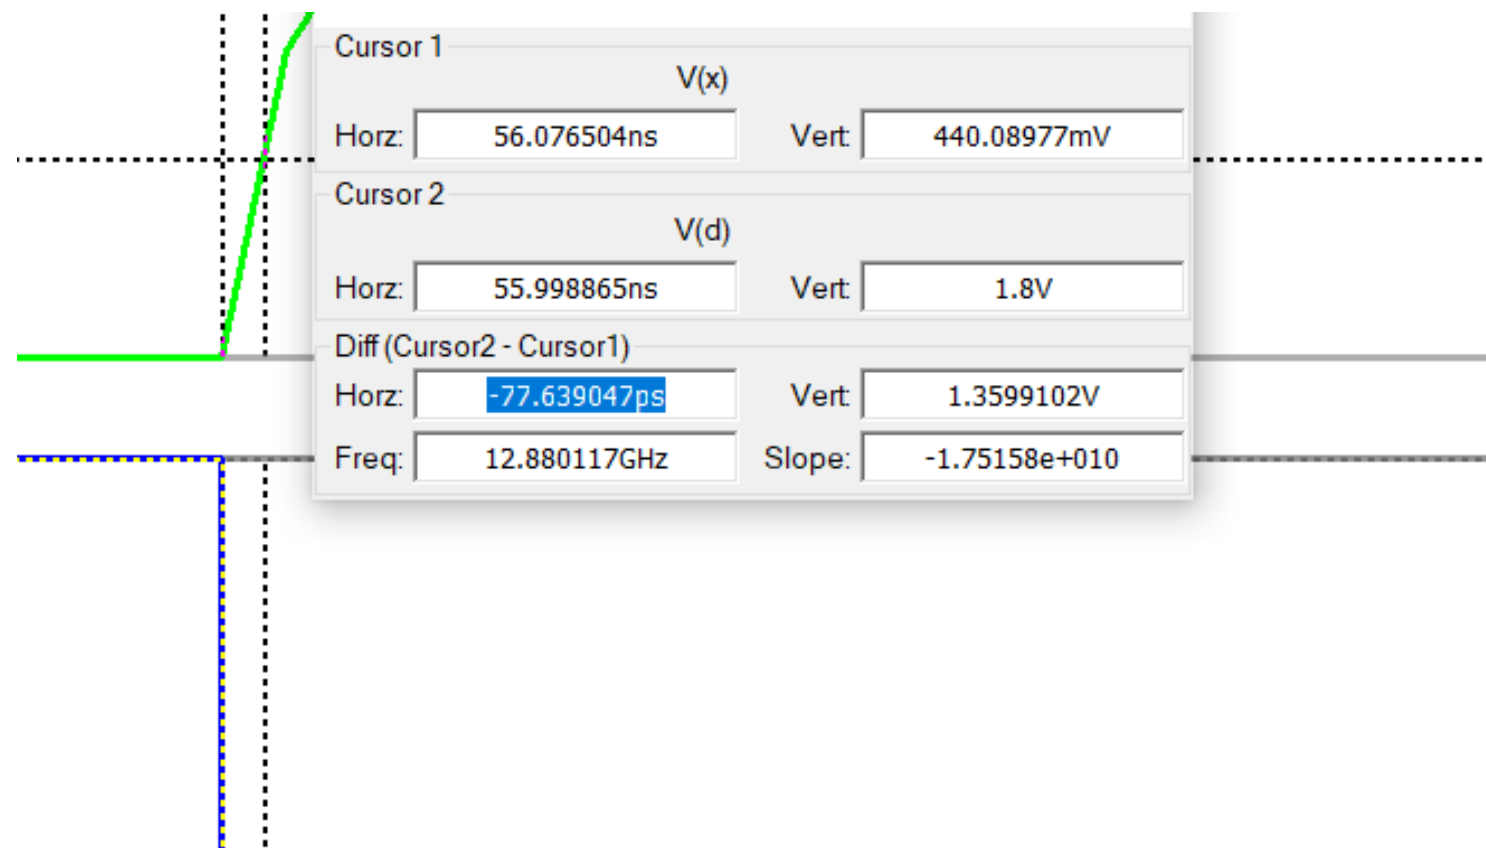 Cursor 1
V(x)
Horz: 56.076504ns Vert: 440.08977mV
Cursor 2
V(d)
Horz: 55.998865ns Vert: 1.8V
Diff (Cursor2 - Cursor1)
Horz: -77.639047ps Vert: 1.3599102V
Freq: 12.880117GHz Slope: -1.75158e+010